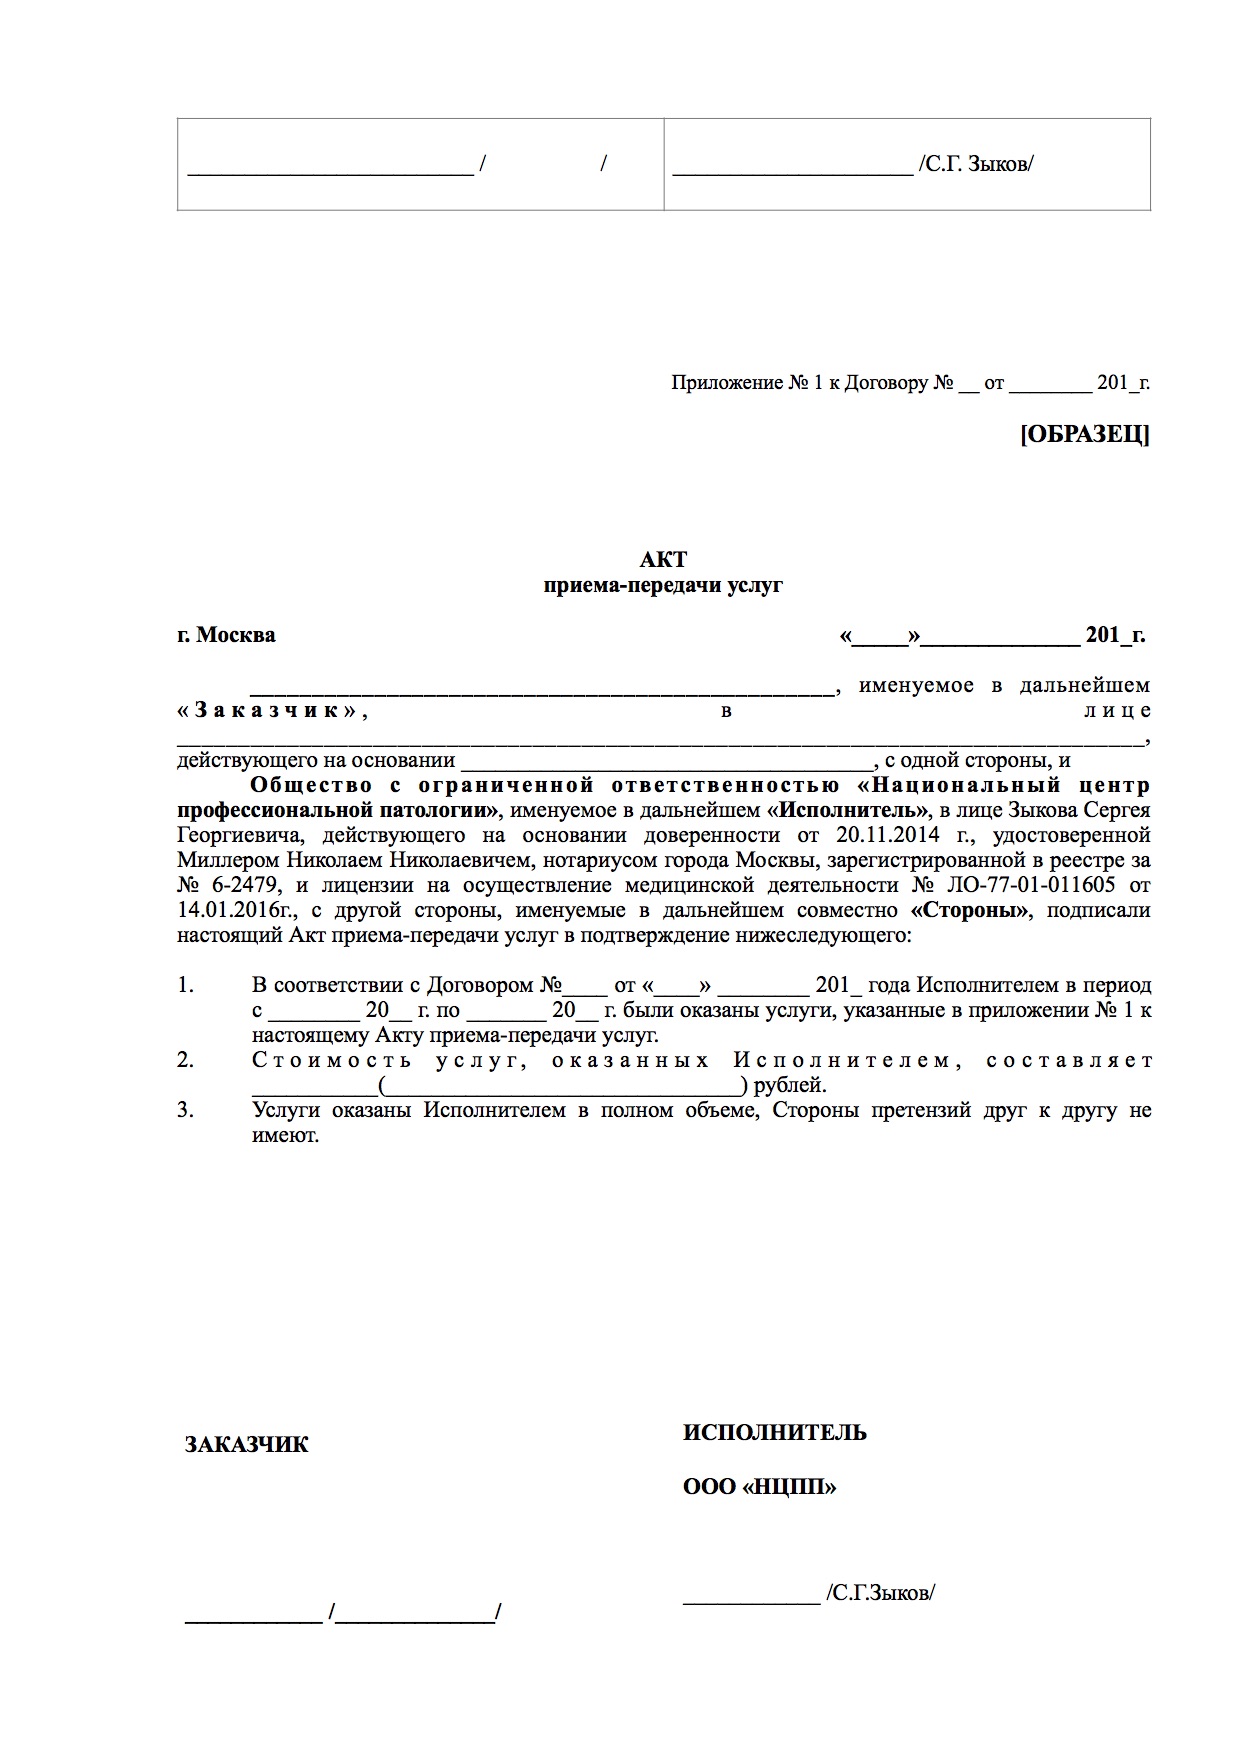 _________________________ / / _____________________ /С.Г. Зыков/
Приложение № 1 к Договору № __ от ________ 201_г.
[ОБРАЗЕЦ]
АКТ
приема-передачи услуг
г. Москва «_____»______________ 201_г.
_______________________________________________, именуемое в дальнейшем
«Заказчик», в лице
______________________________________________________________________________,
действующего на основании ____________________________________, с одной стороны, и
Общество с ограниченной ответственностью «Национальный центр
профессиональной патологии», именуемое в дальнейшем «Исполнитель», в лице Зыкова Сергея
Георгиевича, действующего на основании доверенности от 20.11.2014 г., удостоверенной
Миллером Николаем Николаевичем, нотариусом города Москвы, зарегистрированной в реестре за
№ 6-2479, и лицензии на осуществление медицинской деятельности № ЛО-77-01-011605 от
14.01.2016г., с другой стороны, именуемые в дальнейшем совместно «Стороны», подписали
настоящий Акт приема-передачи услуг в подтверждение нижеследующего:
1. В соответствии с Договором №____ от «____» ________ 201_ года Исполнителем в период
с ________ 20__ г. по _______ 20__ г. были оказаны услуги, указанные в приложении № 1 к
настоящему Акту приема-передачи услуг.
2. Стоимость услуг, оказанных Исполнителем, составляет
___________(_______________________________) рублей.
3. Услуги оказаны Исполнителем в полном объеме, Стороны претензий друг к другу не
имеют.
ЗАКАЗЧИК
ИСПОЛНИТЕЛЬ
ООО «НЦПП»
____________ /С.Г.Зыков/
____________ /______________/